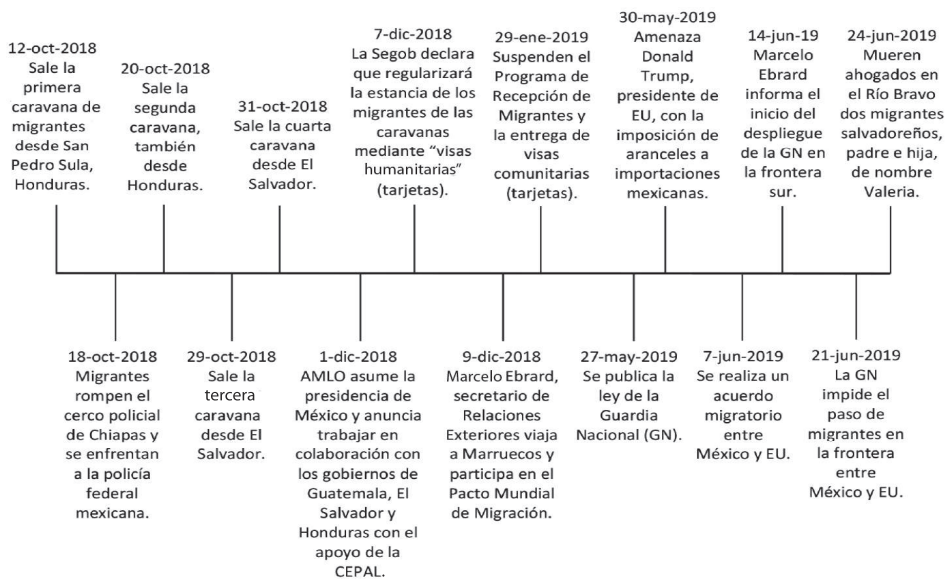 12-oct-2018
Sale la
primera
caravana de
migrantes
desde San
Pedro Sula,
Honduras.
20-oct-2018
Sale la
segunda
caravana,
también
desde
Honduras.
31-oct-2018
Sale la cuarta
caravana
desde El
Salvador.
7-dic-2018
La Segob declara
que regularizará
la estancia de los
migrantes de las
caravanas
mediante “visas
humanitarias”
(tarjetas).
29-ene-2019
Suspenden el
Programa de
Recepción de
Migrantes y
la entrega de
visas
comunitarias
(tarjetas).
30-may-2019
Amenaza
Donald
Trump,
presidente de
EU, con la
imposición de
aranceles a
importaciones
mexicanas.
14-jun-19
Marcelo
Ebrard
informa el
inicio del
despliegue
de la GN en
la frontera
sur.
24-jun-2019
Mueren
ahogados en
el Río Bravo
dos migrantes
salvadoreños,
padre e hija,
de nombre
Valeria.
18-oct-2018
Migrantes
rompen el
cerco policial
de Chiapas y
se enfrentan
a la policía
federal
mexicana.
29-oct-2018
Sale la
tercera
caravana
desde El
Salvador.
1-dic-2018
AMLO asume la
presidencia de
México y anuncia
trabajar en
colaboración con
los gobiernos de
Guatemala, El
Salvador y
Honduras con el
apoyo de la
CEPAL.
9-dic-2018
Marcelo Ebrard,
secretario de
Relaciones
Exteriores viaja
a Marruecos y
participa en el
Pacto Mundial
de Migración.
27-may-2019
Se publica la
ley de la
Guardia
Nacional (GN).
7-jun-2019
Se realiza un
acuerdo
migratorio
entre
México y EU.
21-jun-2019
La GN
impide el
paso de
migrantes en
la frontera
entre
México y EU.